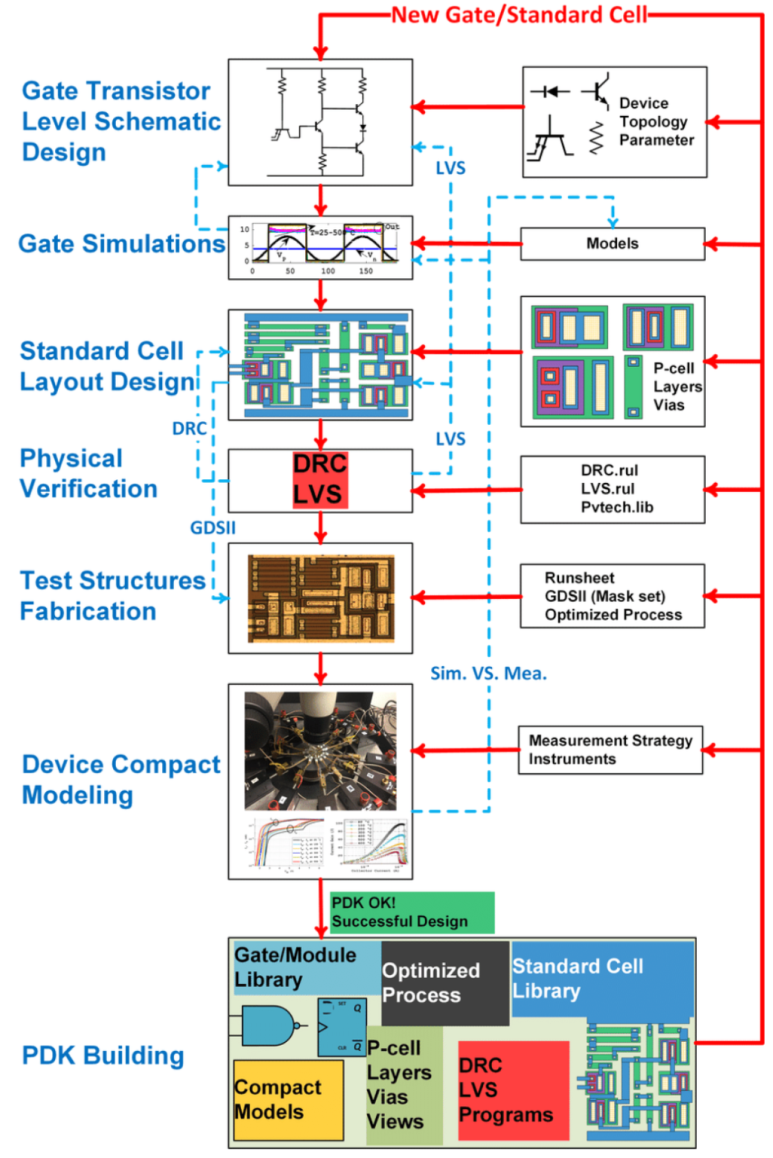 New Gate/Standard Cell
Gate Transistor
Level Schematic
Design
Device
Topology
Parameter
LVS
Gate Simulations
10
5
0
T=25-500°C
Out
0
50
100
150
Models
Standard Cell
Layout Design
P-cell
Layers
Vias
DRC
LVS
Physical
Verification
DRC
LVS
DRC.rul
LVS.rul
Pvtech.lib
GDSII
Test Structures
Fabrication
Runsheet
GDSII (Mask set)
Optimized Process
Sim. VS. Mea.
Device Compact
Modeling
Measurement Strategy
Instruments
PDK OK!
Successful Design
PDK Building
Gate/Module
Library
Optimized
Process
Standard Cell
Library
SET
Q
CLR
Q
P-cell
Layers
Vias
Views
Compact
Models
DRC
LVS
Programs